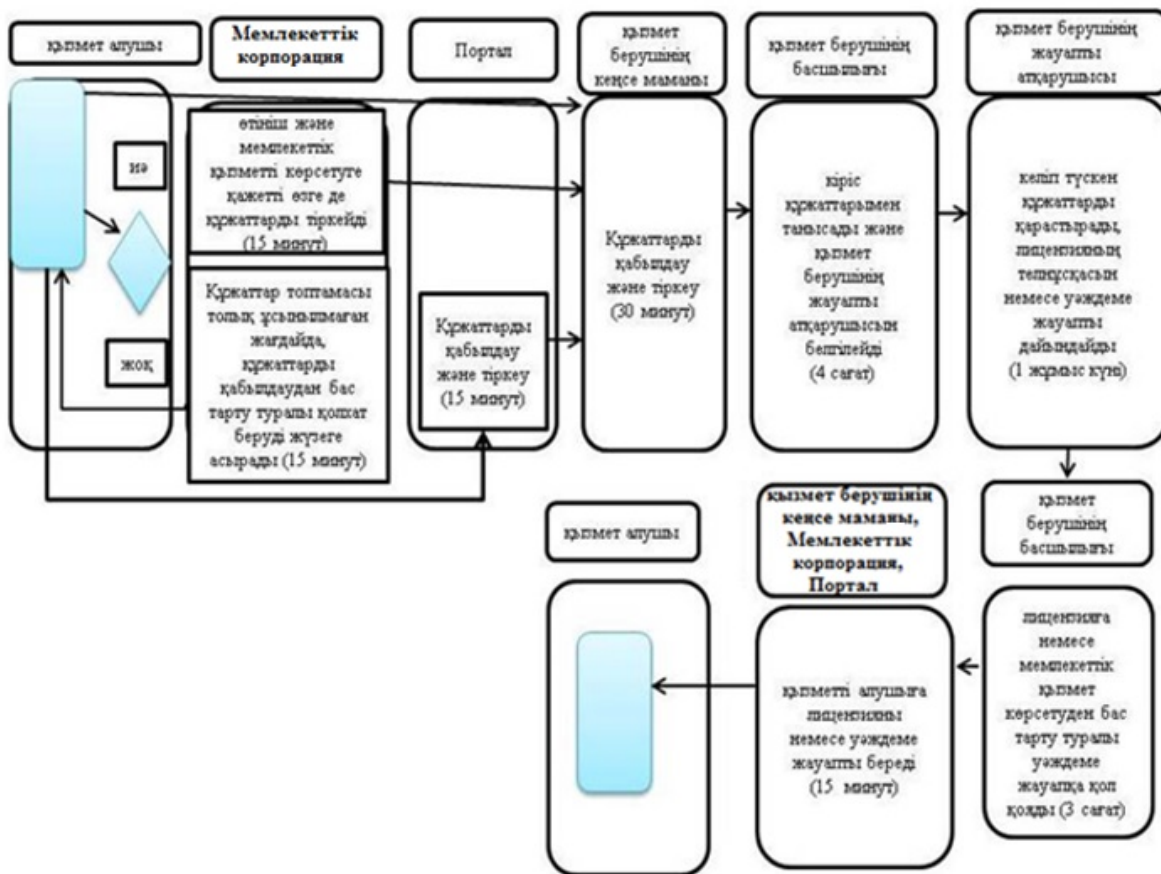 қызмет алушы
Мемлекеттік
корпорация
Портал
қызмет
берушінің
кеңсе маманы
қызмет берушінің
басшылығы
қызмет берушінің
жауапты
атқарушысы
иә
жоқ
өтініш және
мемлекеттік
қызметті көрсетуге
қажетті өзге де
құжаттарды тіркейді
(15 минут)
Құжаттар топтамасы
толық ұсынылмаған
жағдайда,
құжаттарды
қабылдаудан бас
тарту туралы қолхат
беруді жүзеге
асырады (15 минут)
Құжаттарды
қабылдау
және тіркеу
(15 минут)
Құжаттарды
қабылдау
және тіркеу
(30 минут)
кіріс
құжаттарымен
танысады және
қызмет
берушінің
жауапты
атқарушысын
белгілейді
(4 сағат)
келіп түскен
құжаттарды
қарастырады,
лицензияның
телнұсқасын
немесе уәждеме
жауапты
дайындайды
(1 жұмыс күні)
қызмет
берушінің
басшылығы
лицензияға
немесе
мемлекеттік
қызмет
көрсетуден бас
тарту туралы
уәждеме
жауапқа қол
қояды (3 сағат)
қызмет берушінің
кеңсе маманы,
Мемлекеттік
корпорация,
Портал
қызметті алушыға
лицензияны
немесе уәждеме
жауапты береді
(15 минут)
қызмет алушы